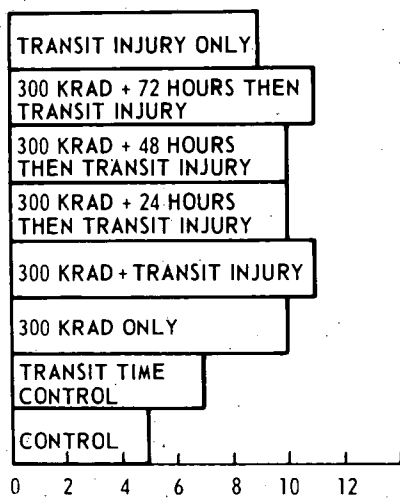 TRANSIT INJURY ONLY
300 KRAD + 72 HOURS THEN
TRANSIT INJURY
300 KRAD + 48 HOURS
THEN TRANSIT INJURY
300 KRAD + 24 HOURS
THEN TRANSIT INJURY
300 KRAD + TRANSIT INJURY
300 KRAD ONLY
TRANSIT TIME
CONTROL
CONTROL
0 2 4 6 8 10 12